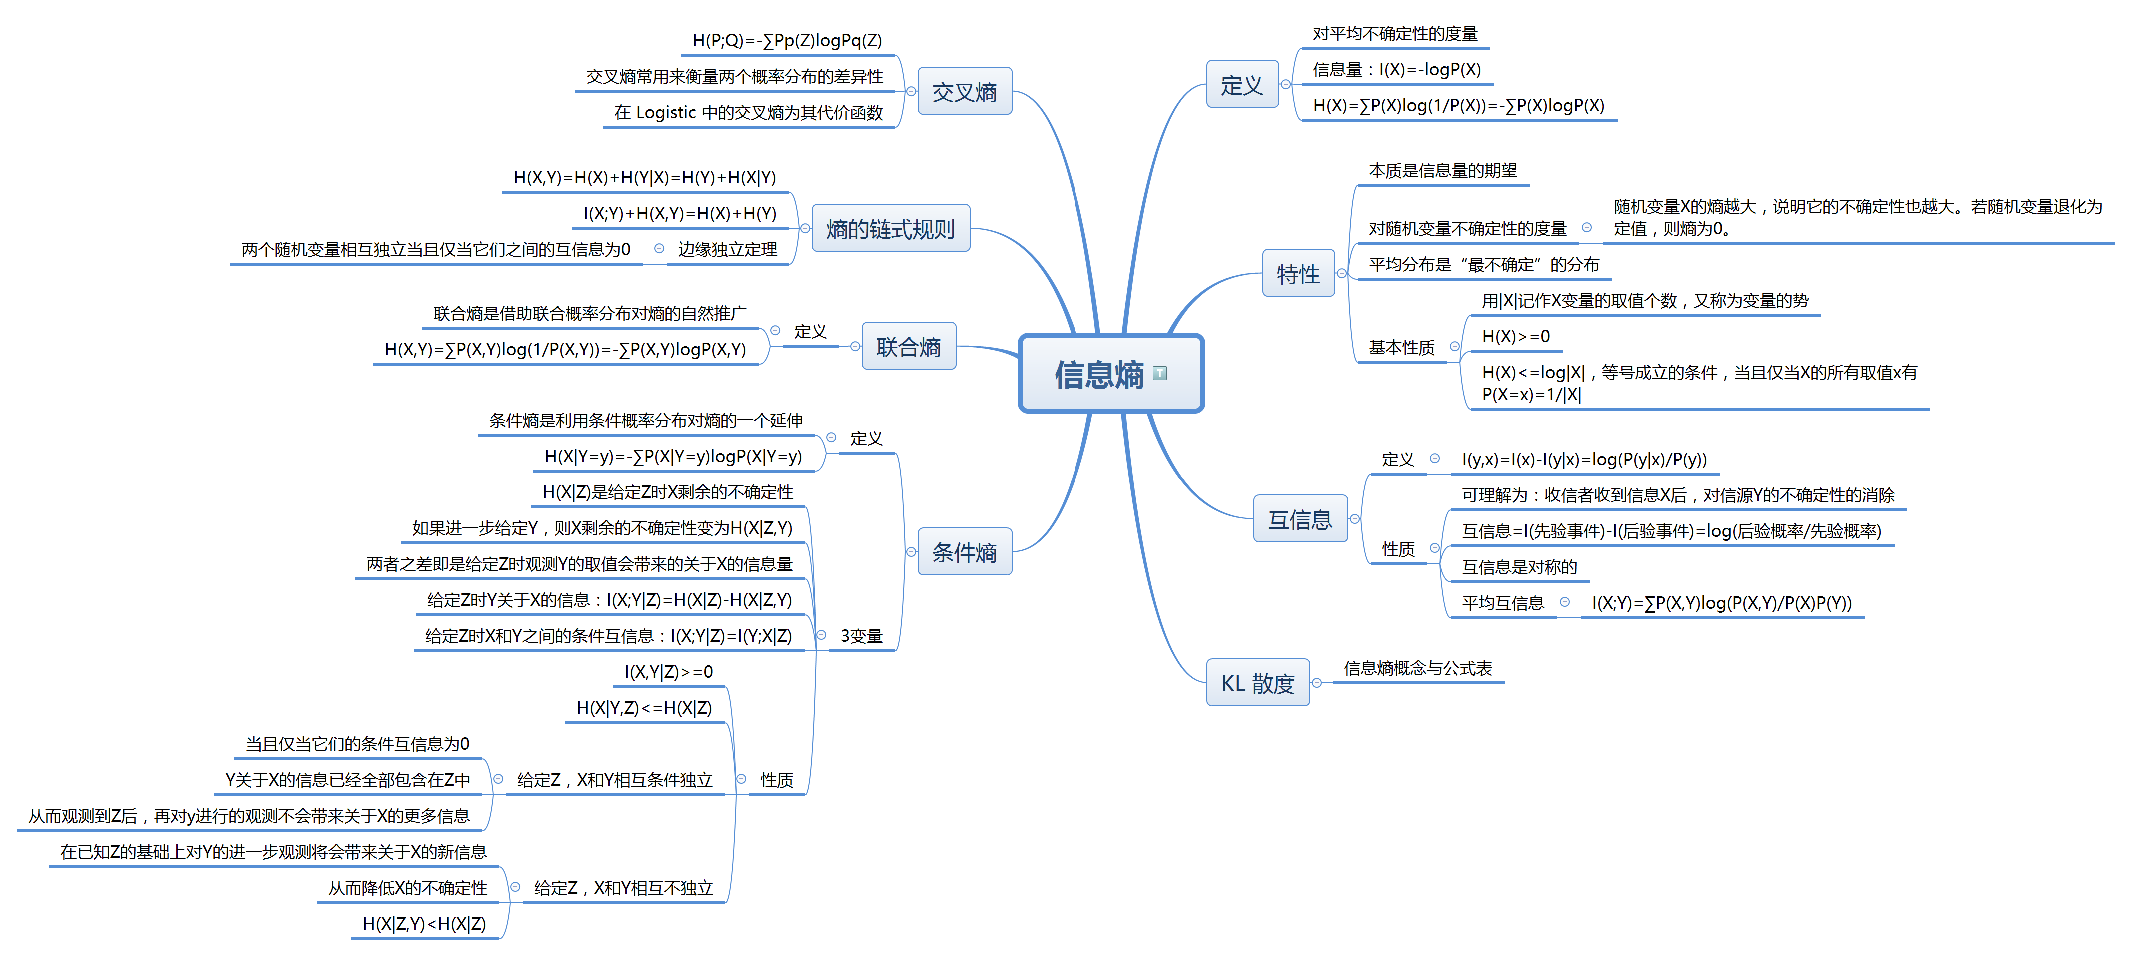 信息熵
定义
对平均不确定性的度量
信息量：I(X)=-logP(X)
H(X)=∑P(X)log(1/P(X))=-∑P(X)logP(X)
特性
本质是信息量的期望
对随机变量不确定性的度量
随机变量X的熵越大，说明它的不确定性也越大。若随机变量退化为
定值，则熵为0。
平均分布是“最不确定”的分布
基本性质
用|X|记作X变量的取值个数，又称为变量的势
H(X)>=0
H(X)<=log|X|，等号成立的条件，当且仅当X的所有取值x有
P(X=x)=1/|X|
互信息
定义
I(y,x)=I(x)-I(y|x)=log(P(y|x)/P(y))
性质
可理解为：收信者收到信息X后，对信源Y的不确定性的消除
互信息=I(先验事件)-I(后验事件)=log(后验概率/先验概率)
互信息是对称的
平均互信息
I(X;Y)=∑P(X,Y)log(P(X,Y)/P(X)P(Y))
KL 散度
信息熵概念与公式表
交叉熵
H(P;Q)=-∑Pp(Z)logPq(Z)
交叉熵常用来衡量两个概率分布的差异性
在 Logistic 中的交叉熵为其代价函数
熵的链式规则
H(X,Y)=H(X)+H(Y|X)=H(Y)+H(X|Y)
I(X;Y)+H(X,Y)=H(X)+H(Y)
边缘独立定理
两个随机变量相互独立当且仅当它们之间的互信息为0
联合熵
定义
联合熵是借助联合概率分布对熵的自然推广
H(X,Y)=∑P(X,Y)log(1/P(X,Y))=-∑P(X,Y)logP(X,Y)
条件熵
定义
条件熵是利用条件概率分布对熵的一个延伸
H(X|Y=y)=-∑P(X|Y=y)logP(X|Y=y)
3变量
H(X|Z)是给定Z时X剩余的不确定性
如果进一步给定Y，则X剩余的不确定性变为H(X|Z,Y)
两者之差即是给定Z时观测Y的取值会带来的关于X的信息量
给定Z时Y关于X的信息：I(X;Y|Z)=H(X|Z)-H(X|Z,Y)
给定Z时X和Y之间的条件互信息：I(X;Y|Z)=I(Y;X|Z)
性质
I(X,Y|Z)>=0
H(X|Y,Z)<=H(X|Z)
给定Z，X和Y相互条件独立
当且仅当它们的条件互信息为0
Y关于X的信息已经全部包含在Z中
从而观测到Z后，再对y进行的观测不会带来关于X的更多信息
给定Z，X和Y相互不独立
在已知Z的基础上对Y的进一步观测将会带来关于X的新信息
从而降低X的不确定性
H(X|Z,Y)<H(X|Z)